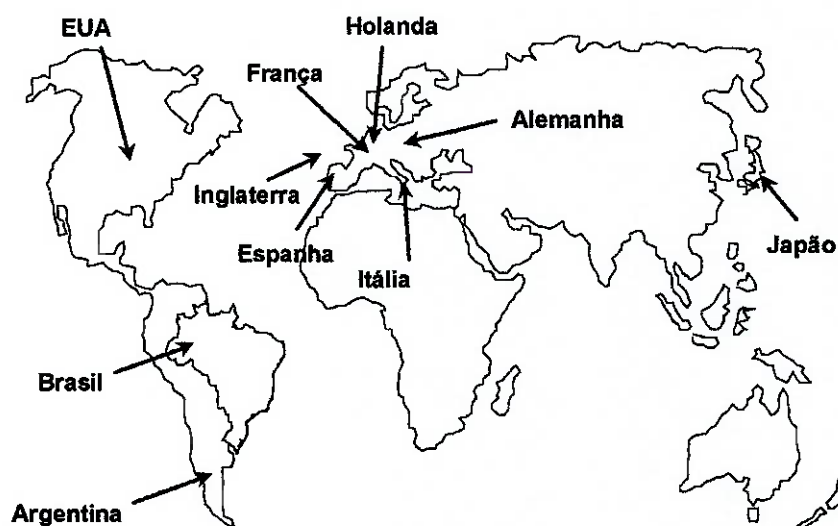 EUA
Holanda
França
Alemanha
Inglaterra
Espanha
Itália
Japão
Brasil
Argentina